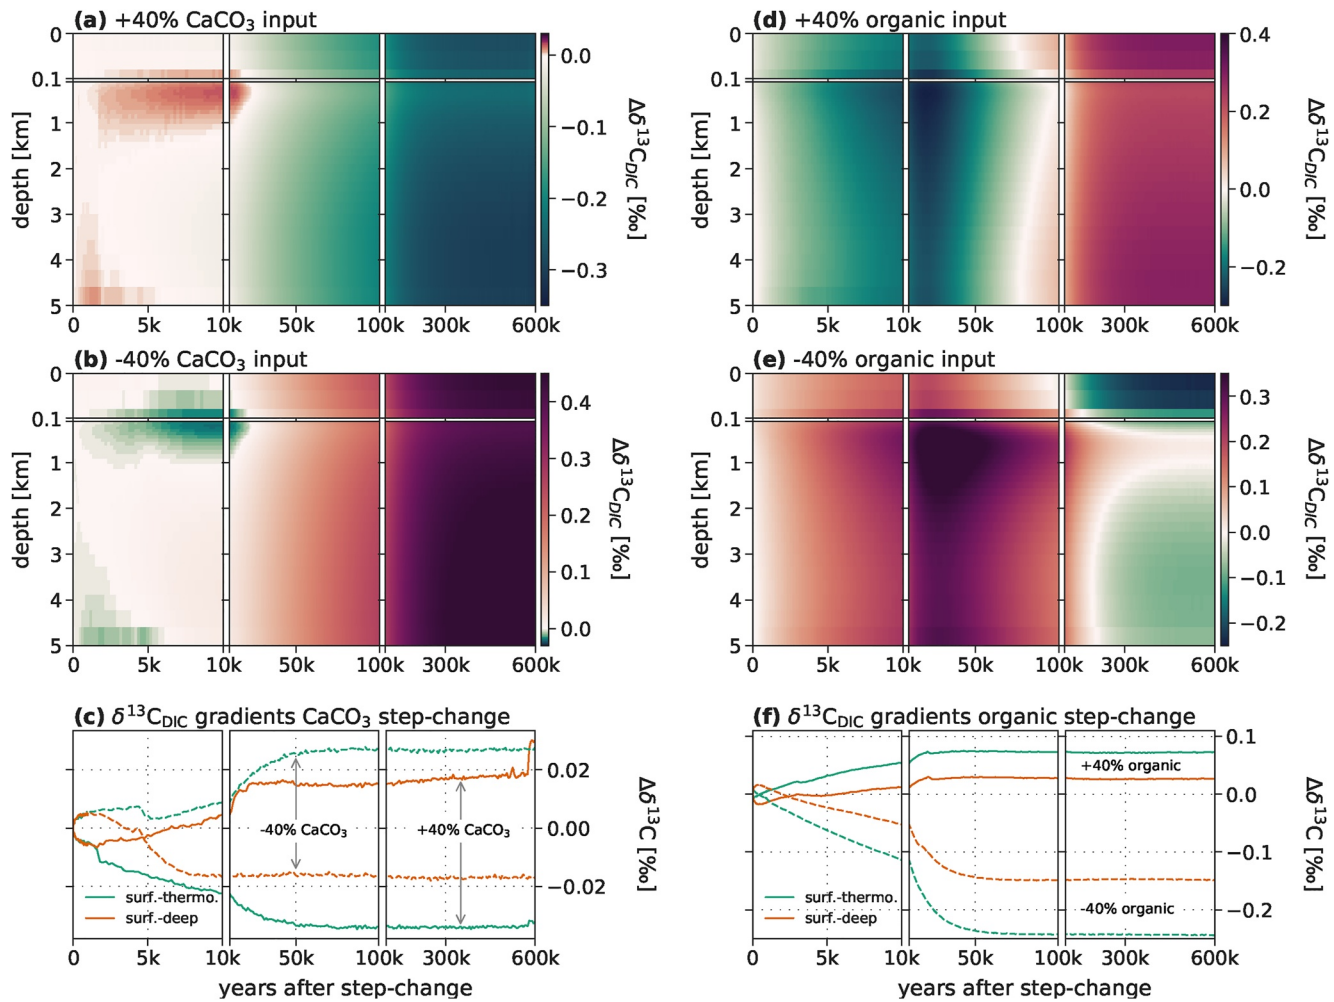 (a) +40% CaCO₃ input
0
0.1
1
2
3
4
5
depth [km]
0 5k 10k 50k 100k 300k 600k
0.0
−0.1
−0.2
−0.3
Δδ¹³C_DIC [‰]
(d) +40% organic input
0
0.1
1
2
3
4
5
depth [km]
0 5k 10k 50k 100k 300k 600k
0.4
0.2
0.0
−0.2
Δδ¹³C_DIC [‰]
(b) -40% CaCO₃ input
0
0.1
1
2
3
4
5
depth [km]
0 5k 10k 50k 100k 300k 600k
0.4
0.3
0.2
0.1
0.0
Δδ¹³C_DIC [‰]
(e) -40% organic input
0
0.1
1
2
3
4
5
depth [km]
0 5k 10k 50k 100k 300k 600k
0.3
0.2
0.1
0.0
−0.1
−0.2
Δδ¹³C_DIC [‰]
(c) δ¹³C_DIC gradients CaCO₃ step-change
-40% CaCO₃
+40% CaCO₃
surf.-thermo.
surf.-deep
0.02
0.00
−0.02
Δδ¹³C [‰]
0 5k 10k 50k 100k 300k 600k
years after step-change
(f) δ¹³C_DIC gradients organic step-change
+40% organic
-40% organic
surf.-thermo.
surf.-deep
0.1
0.0
−0.1
−0.2
Δδ¹³C [‰]
0 5k 10k 50k 100k 300k 600k
years after step-change